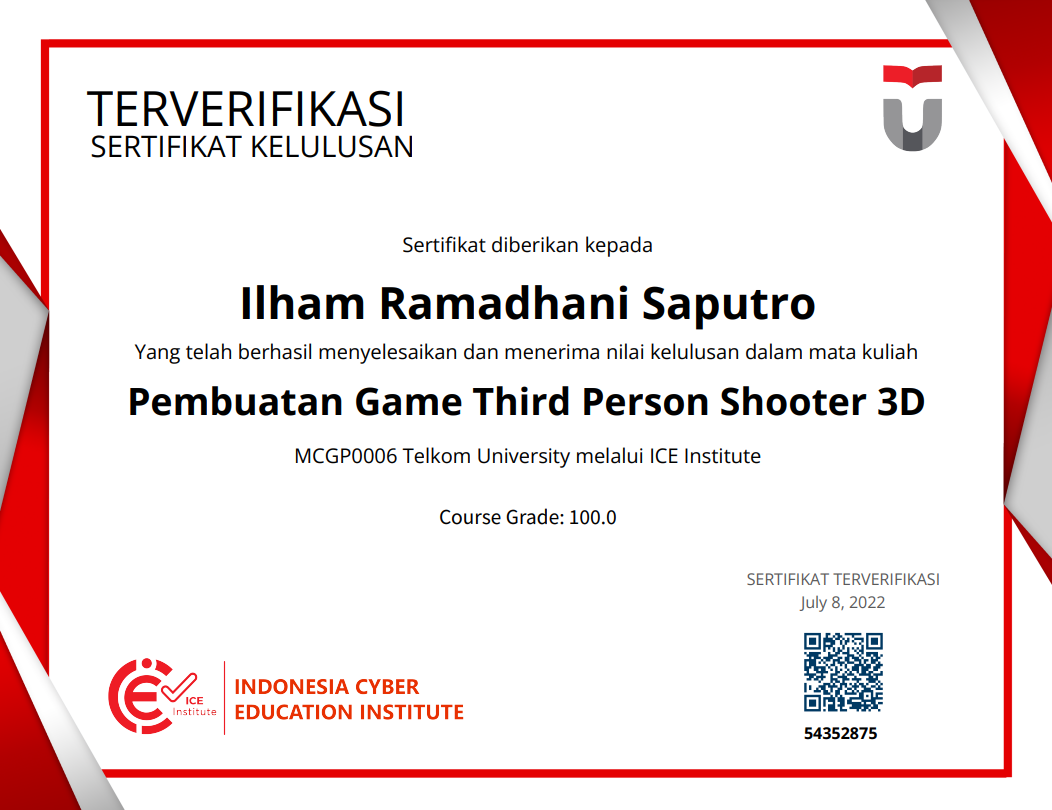 TERVERIFIKASI
SERTIFIKAT KELULUSAN
Sertifikat diberikan kepada
Ilham Ramadhani Saputro
Yang telah berhasil menyelesaikan dan menerima nilai kelulusan dalam mata kuliah
Pembuatan Game Third Person Shooter 3D
MCGP0006 Telkom University melalui ICE Institute
Course Grade: 100.0
SERTIFIKAT TERVERIFIKASI
July 8, 2022
ICE
Institute
INDONESIA CYBER
EDUCATION INSTITUTE
54352875